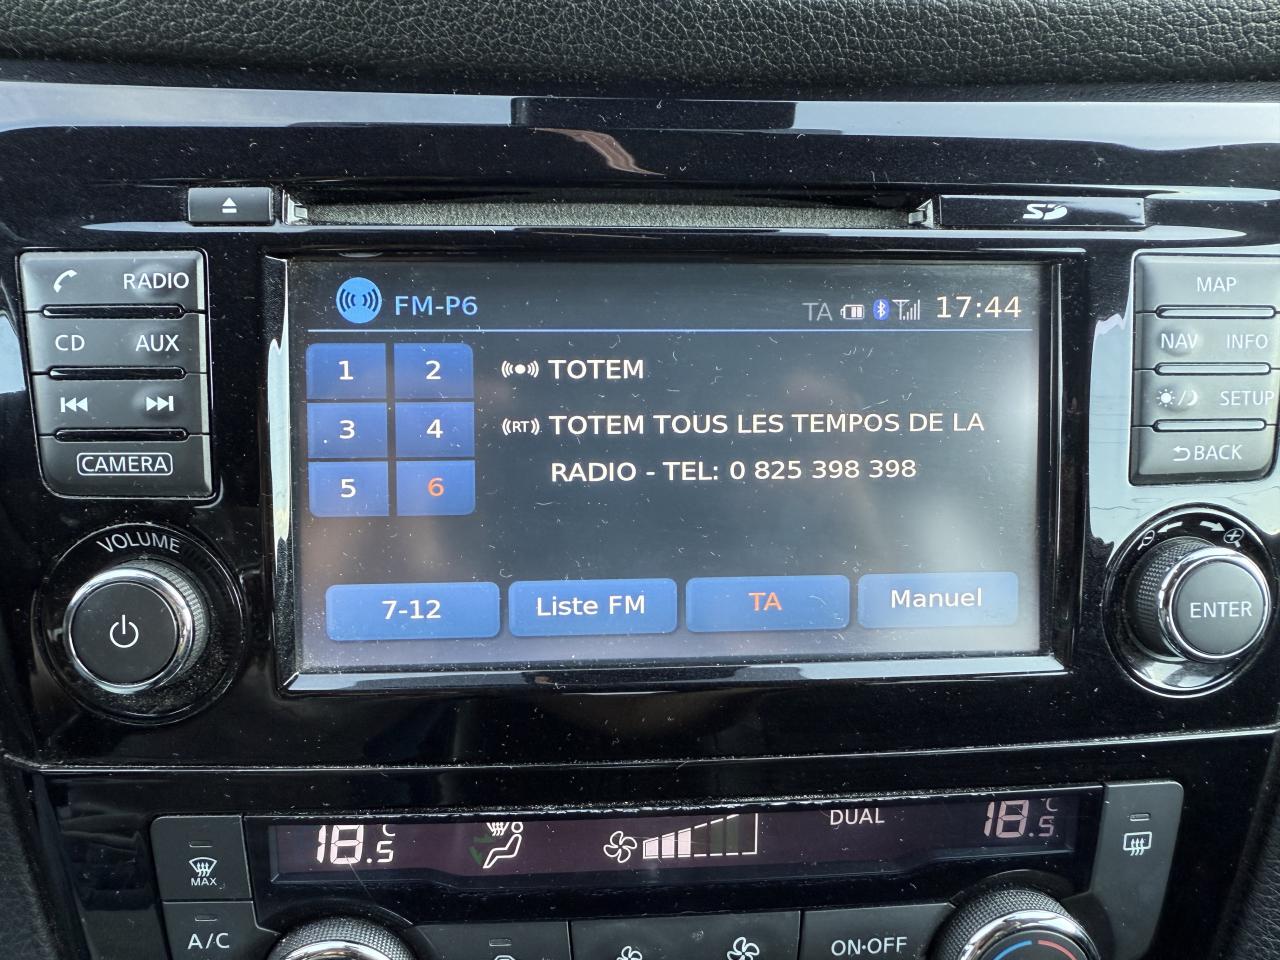 SD
RADIO
CD AUX
CAMERA
VOLUME
FM-P6
TA 17:44
1 2
3 4
5 6
TOTEM
((RT)) TOTEM TOUS LES TEMPOS DE LA
RADIO - TEL: 0 825 398 398
7-12 Liste FM TA Manuel
MAP
NAV INFO
SETUP
BACK
ENTER
18.5 °C DUAL 18.5 °C
MAX
A/C
ON·OFF